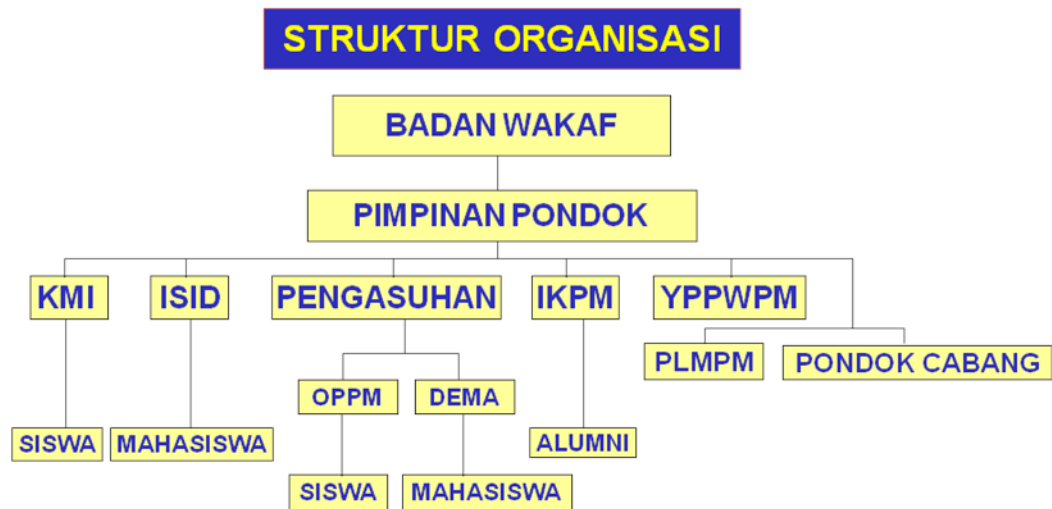 STRUKTUR ORGANISASI
BADAN WAKAF
PIMPINAN PONDOK
KMI
ISID
PENGASUHAN
IKPM
YPPWPM
PLMPM
PONDOK CABANG
OPPM
DEMA
SISWA
MAHASISWA
ALUMNI
SISWA
MAHASISWA